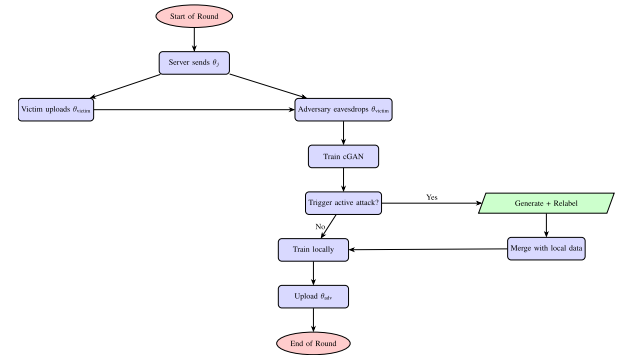 Start of Round
Server sends θⱼ
Victim uploads θ_victim
Adversary eavesdrops θ_victim
Train cGAN
Trigger active attack?
Yes
Generate + Relabel
No
Train locally
Merge with local data
Upload θ_adv
End of Round